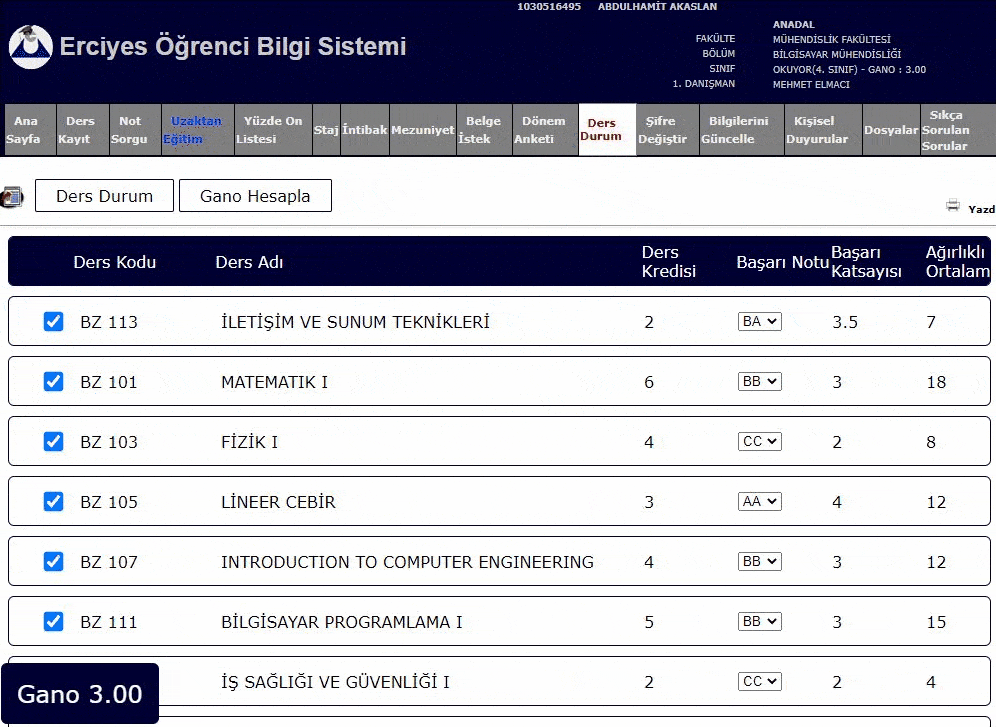 1030516495 ABDULHAMİT AKASLAN
Erciyes Öğrenci Bilgi Sistemi
ANADAL
FAKÜLTE MÜHENDİSLİK FAKÜLTESİ
BÖLÜM BİLGİSAYAR MÜHENDİSLİĞİ
SINIF OKUYOR(4. SINIF) - GANO : 3.00
1. DANIŞMAN MEHMET ELMACI
Ana Sayfa
Ders Kayıt
Not Sorgu
Uzaktan Eğitim
Yüzde On Listesi
Staj
İntibak
Mezuniyet
Belge İstek
Dönem Anketi
Ders Durum
Şifre Değiştir
Bilgilerini Güncelle
Kişisel Duyurular
Dosyalar
Sıkça Sorulan Sorular
Ders Durum Gano Hesapla
Yazd
Ders Kodu Ders Adı Ders Kredisi Başarı Notu Başarı Katsayısı Ağırlıklı Ortalam
BZ 113 İLETİŞİM VE SUNUM TEKNİKLERİ 2 BA 3.5 7
BZ 101 MATEMATIK I 6 BB 3 18
BZ 103 FİZİK I 4 CC 2 8
BZ 105 LİNEER CEBİR 3 AA 4 12
BZ 107 INTRODUCTION TO COMPUTER ENGINEERING 4 BB 3 12
BZ 111 BİLGİSAYAR PROGRAMLAMA I 5 BB 3 15
İŞ SAĞLIĞI VE GÜVENLİĞİ I 2 CC 2 4
Gano 3.00